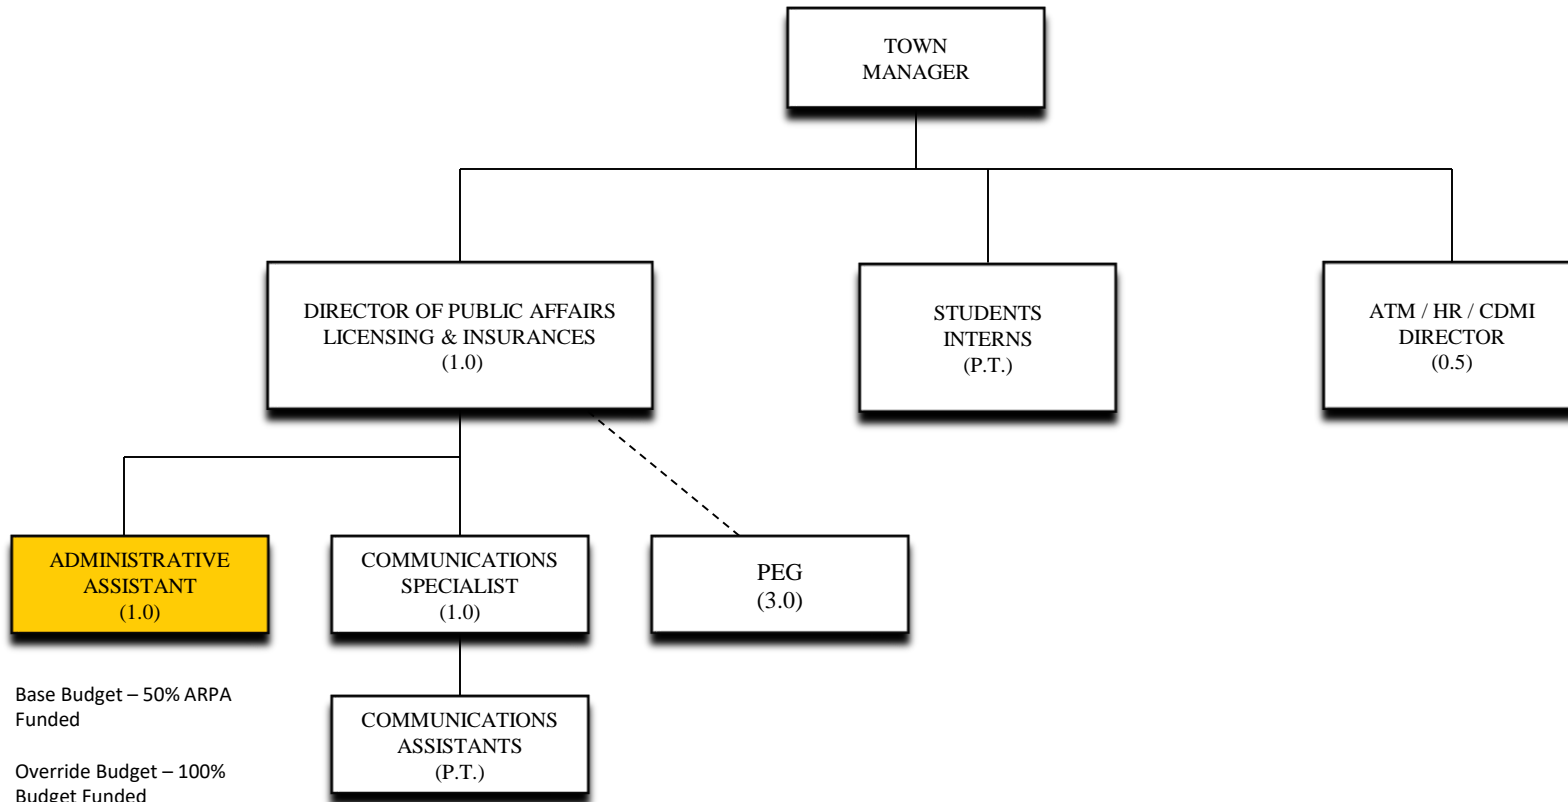 TOWN
MANAGER
DIRECTOR OF PUBLIC AFFAIRS
LICENSING & INSURANCES
(1.0)
STUDENTS
INTERNS
(P.T.)
ATM / HR / CDMI
DIRECTOR
(0.5)
ADMINISTRATIVE
ASSISTANT
(1.0)
COMMUNICATIONS
SPECIALIST
(1.0)
PEG
(3.0)
Base Budget – 50% ARPA
Funded
Override Budget – 100%
Budget Funded
COMMUNICATIONS
ASSISTANTS
(P.T.)